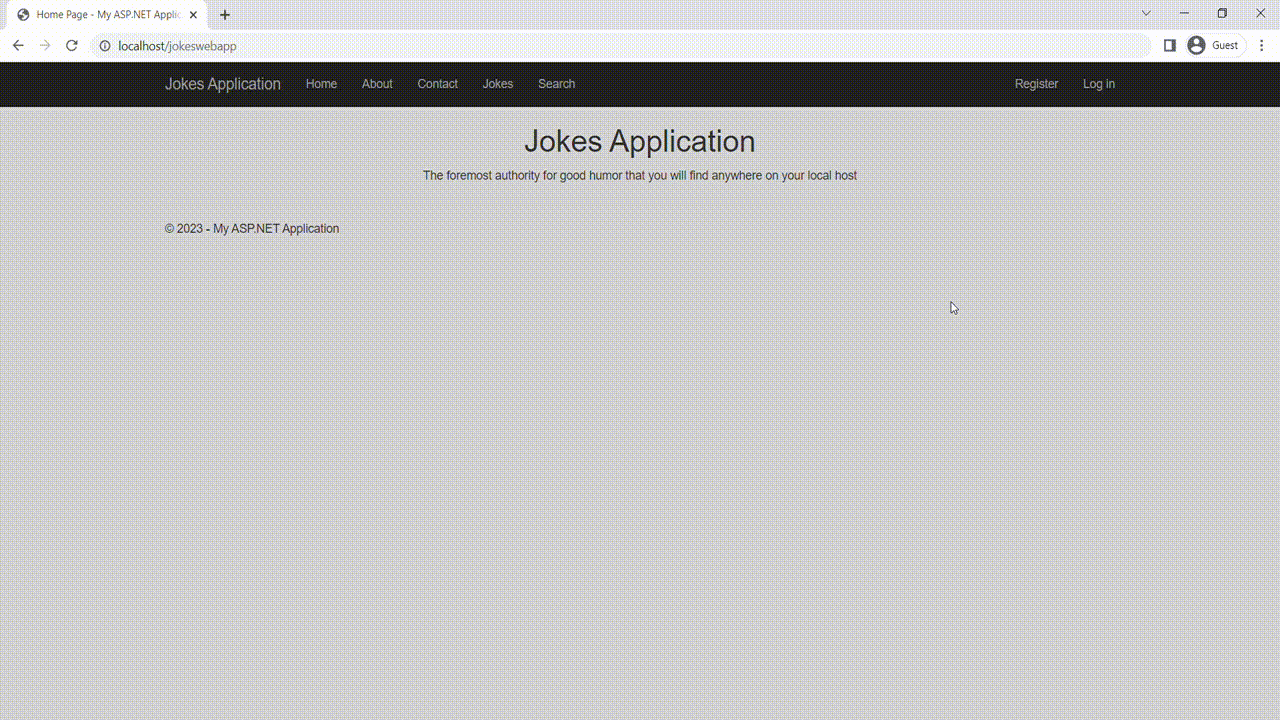 Home Page - My ASP.NET Applic
localhost/jokeswebapp
Guest
Jokes Application Home About Contact Jokes Search Register Log in
Jokes Application
The foremost authority for good humor that you will find anywhere on your local host
© 2023 - My ASP.NET Application